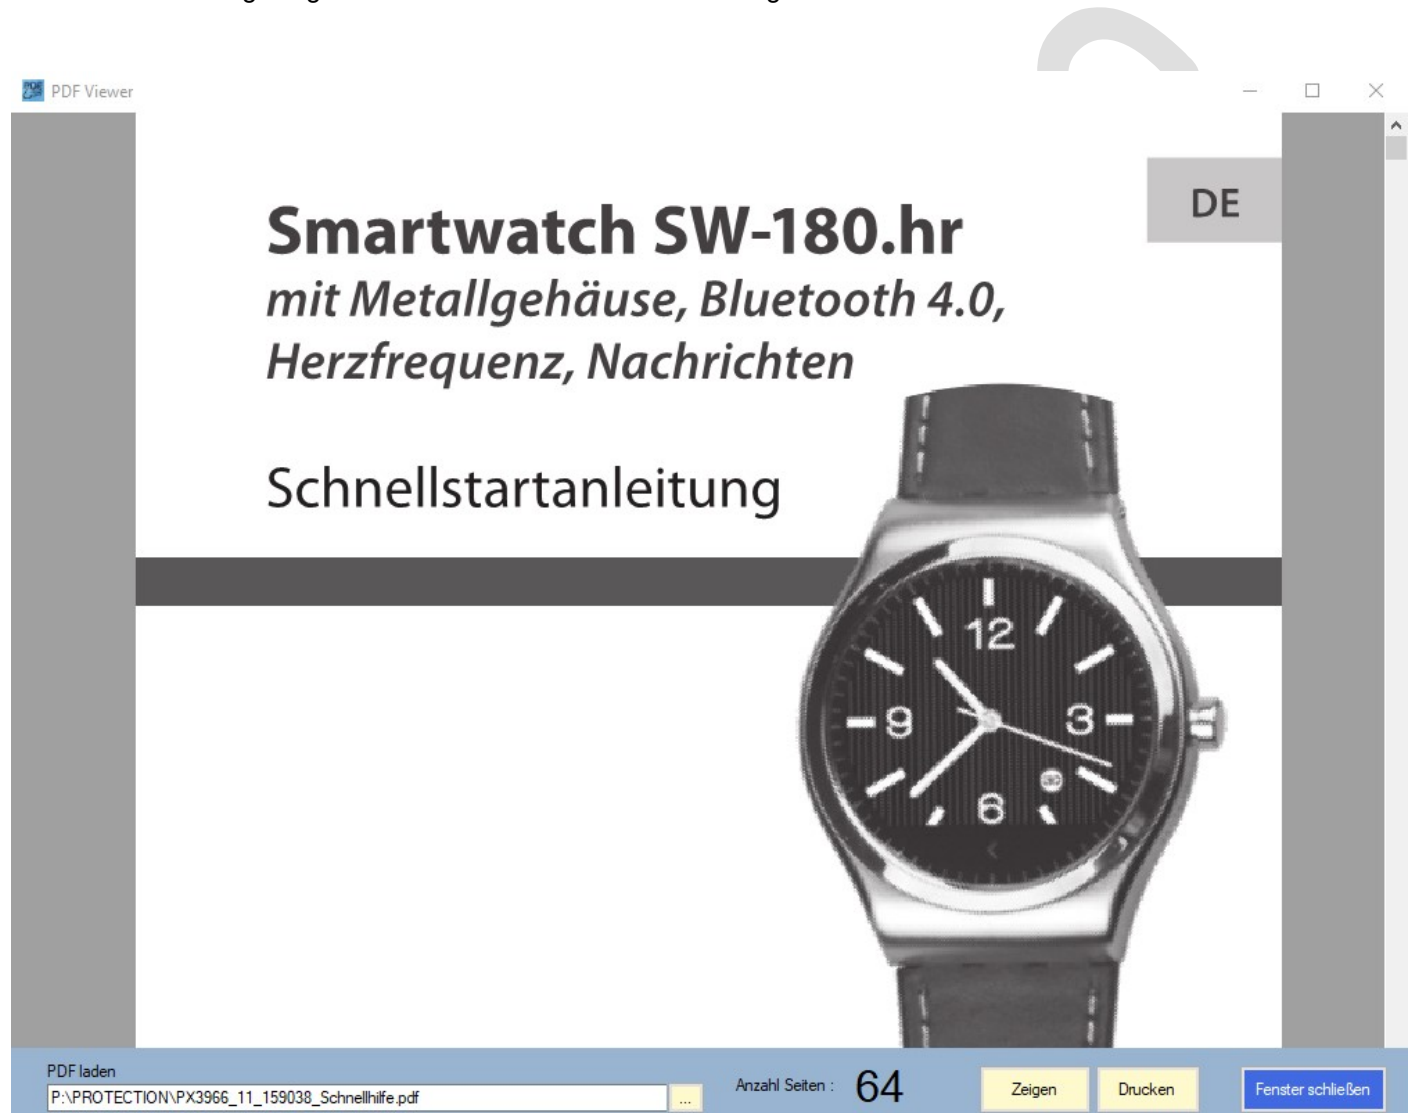 PDF Viewer
DE
Smartwatch SW-180.hr
mit Metallgehäuse, Bluetooth 4.0,
Herzfrequenz, Nachrichten
Schnellstartanleitung
12
9
3
6
PDF laden
P:\PROTECTION\PX3966_11_159038_Schnellhilfe.pdf
...
Anzahl Seiten :
64
Zeigen
Drucken
Fenster schließen